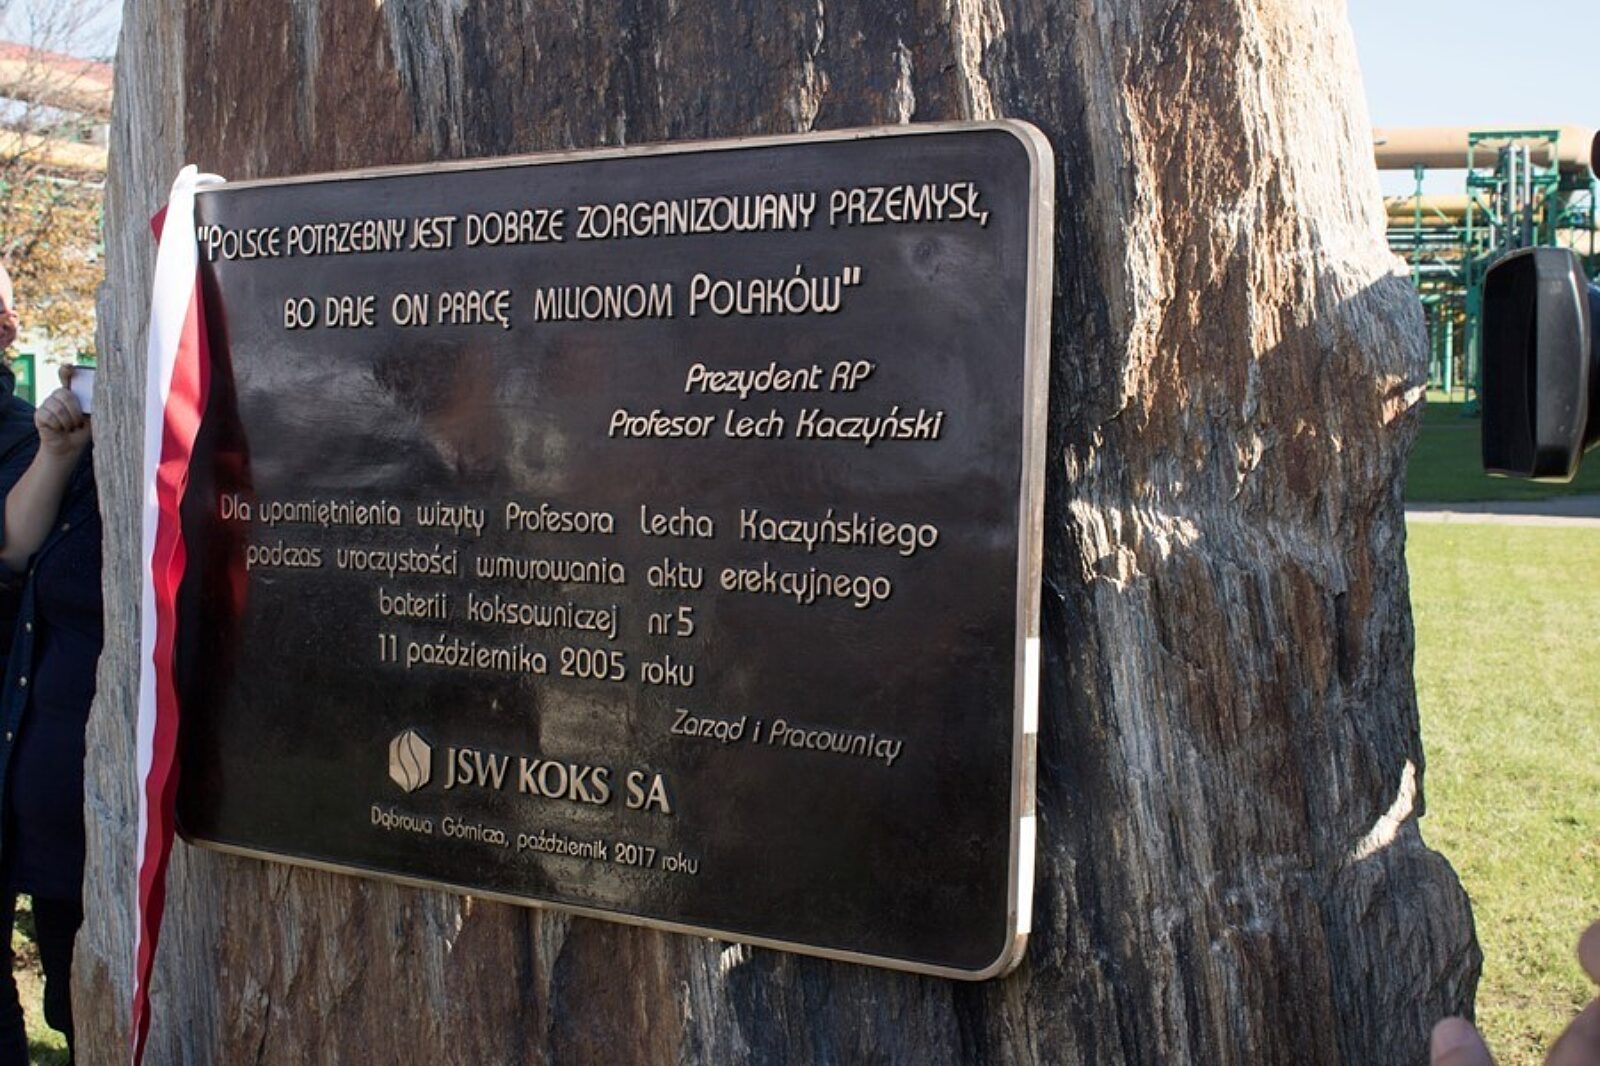 "POLSCE POTRZEBNY JEST DOBRZE ZORGANIZOWANY PRZEMYSŁ,
BO DAJE ON PRACĘ MILIONOM POLAKÓW"
Prezydent RP
Profesor Lech Kaczyński
Dla upamiętnienia wizyty Profesora Lecha Kaczyńskiego
podczas uroczystości wmurowania aktu erekcyjnego
baterii koksowniczej nr 5
11 października 2005 roku
Zarząd i Pracownicy
JSW KOKS SA
Dąbrowa Górnicza, październik 2017 roku